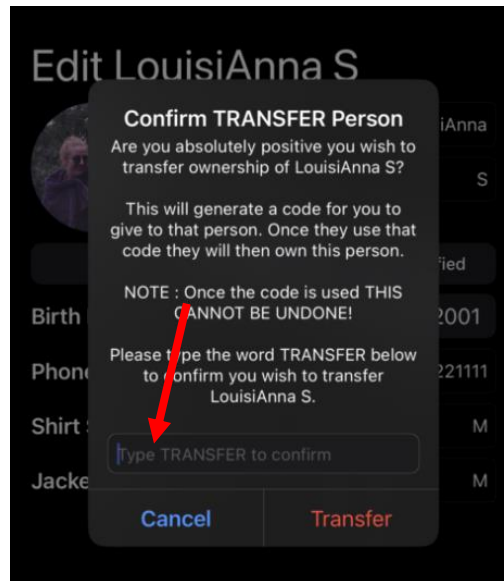 Edit LouisiAnna S
Confirm TRANSFER Person
Are you absolutely positive you wish to
transfer ownership of LouisiAnna S?
This will generate a code for you to
give to that person. Once they use that
code they will then own this person.
NOTE : Once the code is used THIS
CANNOT BE UNDONE!
Please type the word TRANSFER below
to confirm you wish to transfer
LouisiAnna S.
Type TRANSFER to confirm
Cancel
Transfer
iAnna
S
fied
Birth
2001
Phone
221111
Shirt
M
Jacke
M